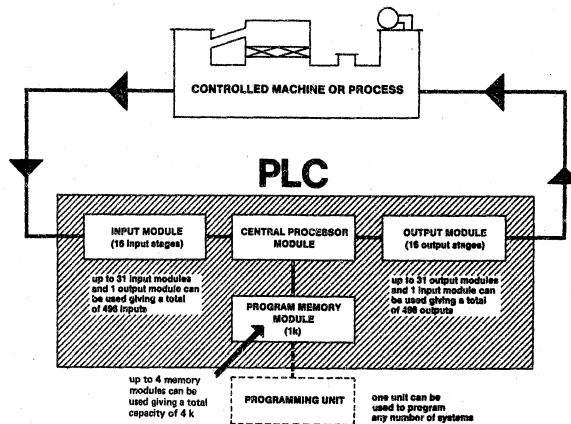 CONTROLLED MACHINE OR PROCESS
PLC
INPUT MODULE
(16 input stages)
CENTRAL PROCESSOR
MODULE
OUTPUT MODULE
(16 output stages)
up to 31 input modules
and 1 output module can
be used giving a total
of 496 inputs
up to 31 output modules
and 1 input module can
be used giving a total
of 496 outputs
PROGRAM MEMORY
MODULE
(1k)
up to 4 memory
modules can be
used giving a total
capacity of 4 k
PROGRAMMING UNIT
one unit can be
used to program
any number of systems